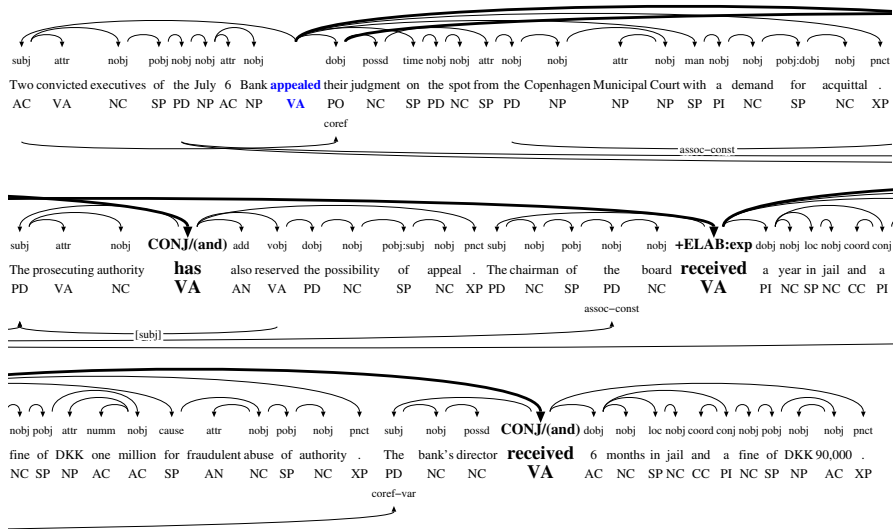 subj attr nobj pobj nobj nobj attr nobj dobj possd time nobj nobj attr nobj nobj attr nobj nobj man nobj nobj pobj:dobj nobj pnct
Two convicted executives of the July 6 Bank appealed their judgment on the spot from the Copenhagen Municipal Court with a demand for acquittal .
AC VA NC SP PD NP AC NP VA PO NC SP PD NC SP PD NP NP NP SP PI NC SP NC XP
coref
assoc−const
subj attr nobj CONJ/(and) add vobj dobj nobj pobj:subj nobj pnct subj nobj pobj nobj nobj +ELAB:exp dobj nobj loc nobj coord conj
The prosecuting authority has also reserved the possibility of appeal . The chairman of the board received a year in jail and a
PD VA NC VA AN VA PD NC SP NC XP PD NC SP PD NC VA PI NC SP NC CC PI
assoc−const
[subj]
nobj pobj attr numm nobj cause attr nobj pobj nobj pnct subj nobj possd CONJ/(and) dobj nobj loc nobj coord conj nobj pobj nobj nobj pnct
fine of DKK one million for fraudulent abuse of authority . The bank's director received 6 months in jail and a fine of DKK 90,000 .
NC SP NP AC AC SP AN NC SP NC XP PD NC NC VA AC NC SP NC CC PI NC SP NP AC XP
coref−var